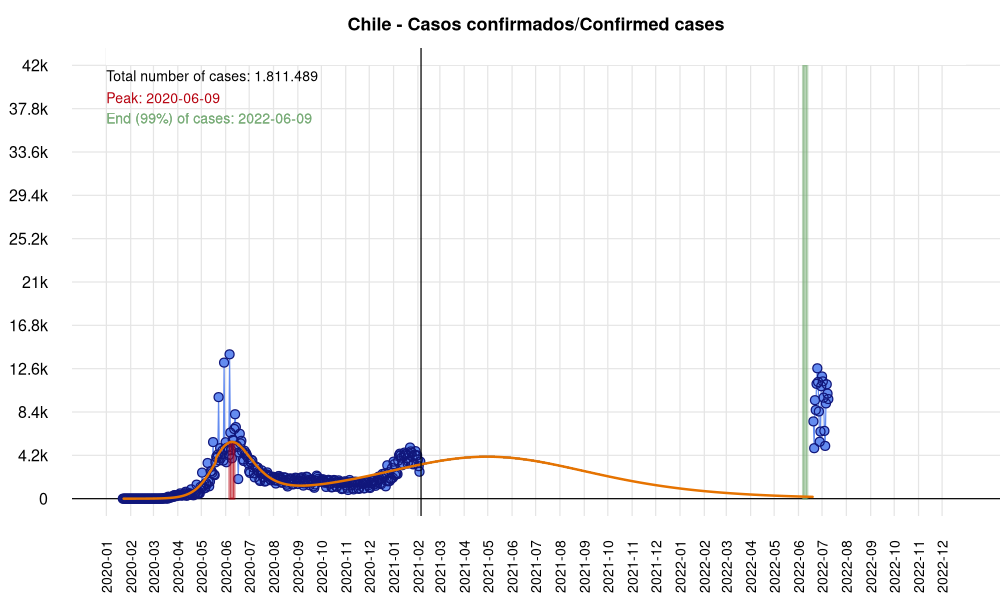 Chile - Casos confirmados/Confirmed cases
Total number of cases: 1.811.489
Peak: 2020-06-09
End (99%) of cases: 2022-06-09
42k
37.8k
33.6k
29.4k
25.2k
21k
16.8k
12.6k
8.4k
4.2k
0
2020-01
2020-02
2020-03
2020-04
2020-05
2020-06
2020-07
2020-08
2020-09
2020-10
2020-11
2020-12
2021-01
2021-02
2021-03
2021-04
2021-05
2021-06
2021-07
2021-08
2021-09
2021-10
2021-11
2021-12
2022-01
2022-02
2022-03
2022-04
2022-05
2022-06
2022-07
2022-08
2022-09
2022-10
2022-11
2022-12